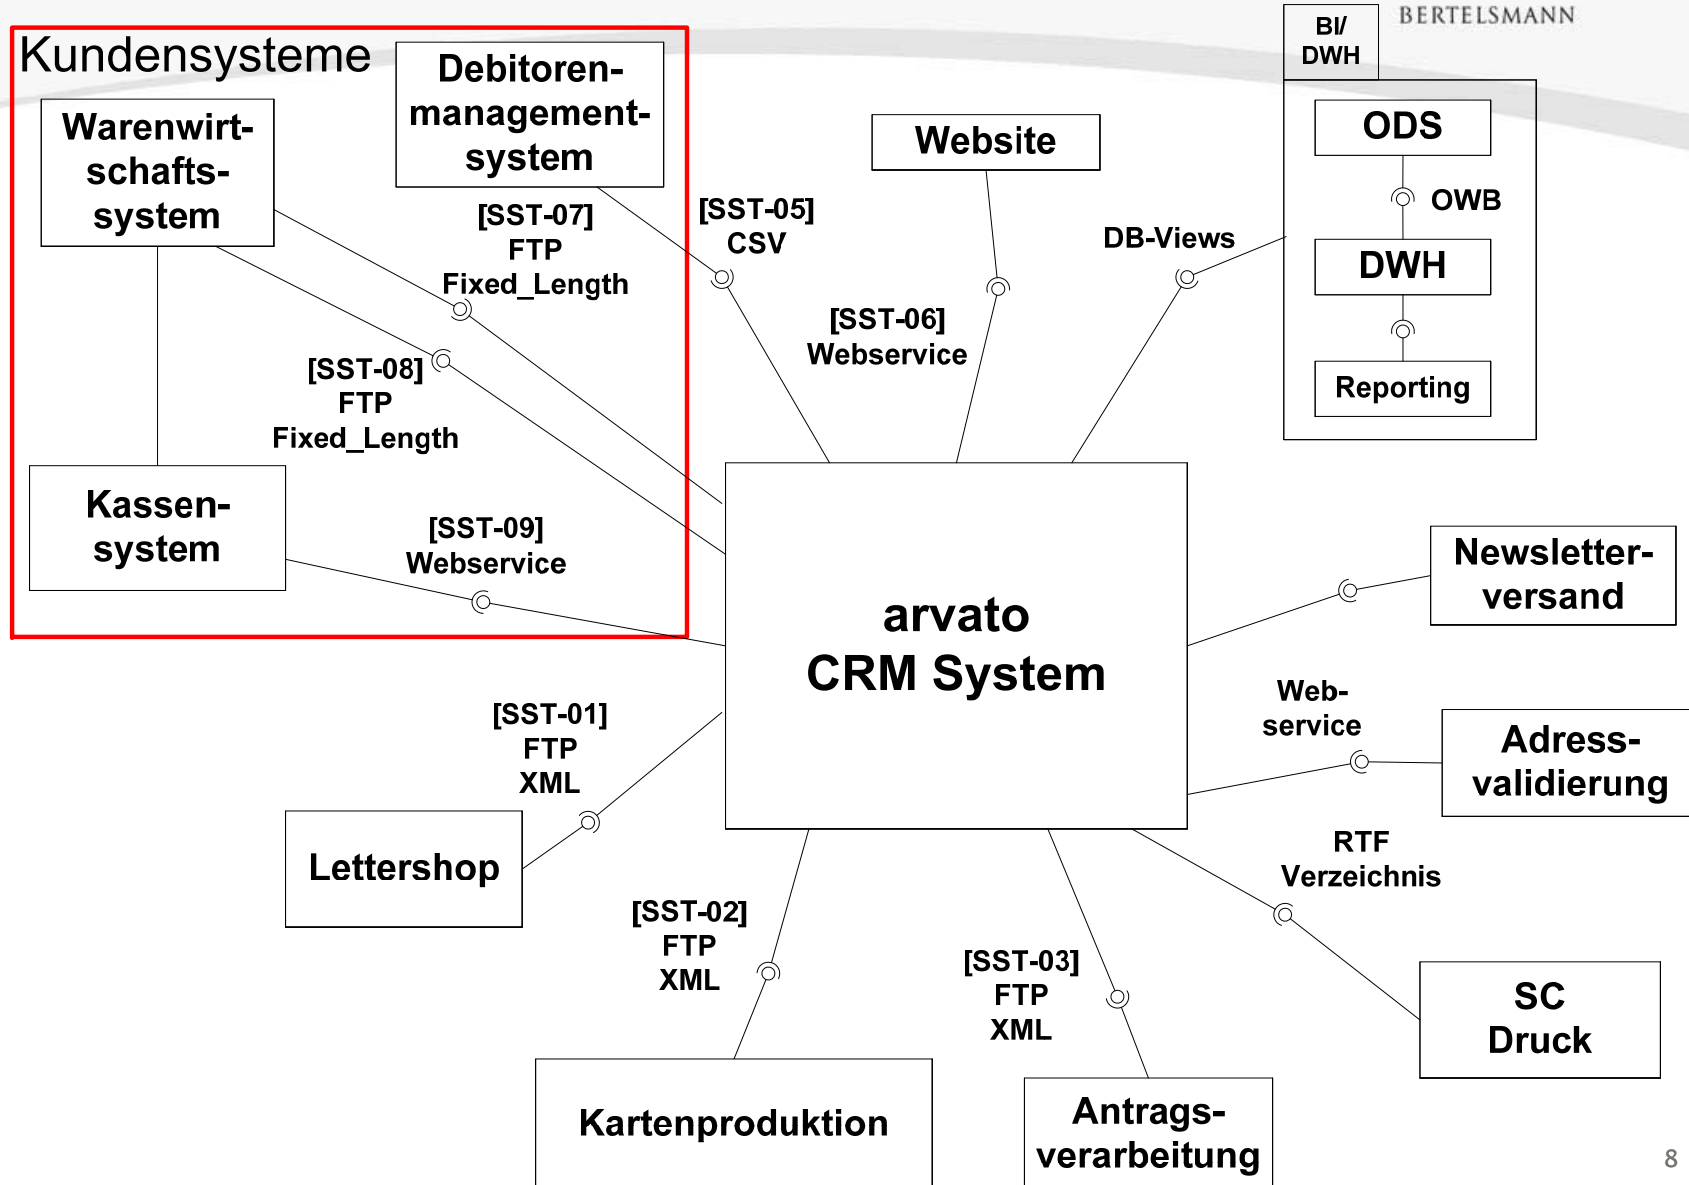 BERTELSMANN
Kundensysteme
Debitoren-
management-
system
Warenwirt-
schafts-
system
Website
BI/
DWH
ODS
OWB
DWH
Reporting
[SST-07]
FTP
Fixed_Length
[SST-05]
CSV
DB-Views
[SST-06]
Webservice
[SST-08]
FTP
Fixed_Length
Kassen-
system
[SST-09]
Webservice
arvato
CRM System
Newsletter-
versand
Web-
service
Adress-
validierung
[SST-01]
FTP
XML
Lettershop
RTF
Verzeichnis
[SST-02]
FTP
XML
[SST-03]
FTP
XML
SC
Druck
Kartenproduktion
Antrags-
verarbeitung
8